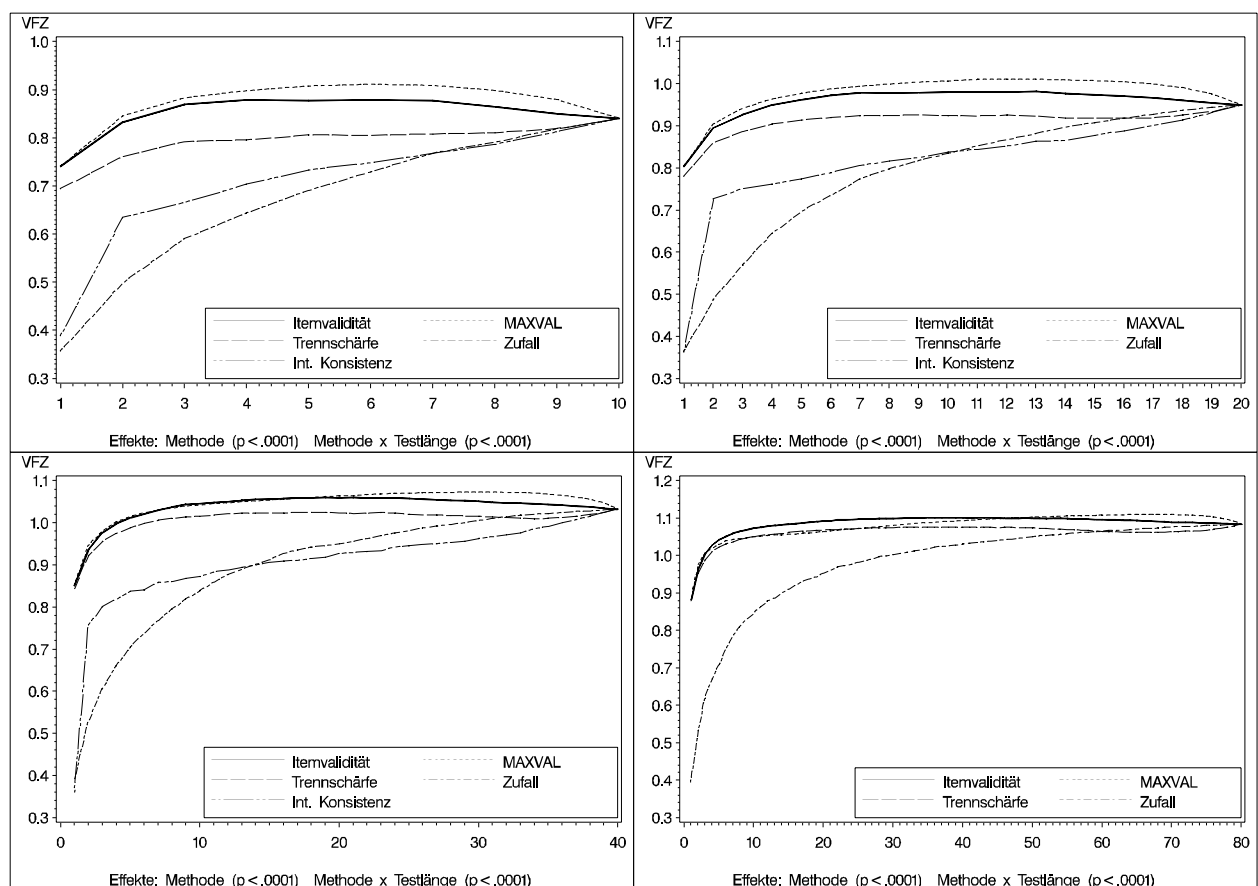 VFZ
1.0
0.9
0.8
0.7
0.6
0.5
0.4
0.3
Itemvalidität MAXVAL
Trennschärfe Zufall
Int. Konsistenz
1 2 3 4 5 6 7 8 9 10
Effekte: Methode (p<.0001) Methode x Testlänge (p<.0001)
VFZ
1.1
1.0
0.9
0.8
0.7
0.6
0.5
0.4
0.3
Itemvalidität MAXVAL
Trennschärfe Zufall
Int. Konsistenz
1 2 3 4 5 6 7 8 9 10 11 12 13 14 15 16 17 18 19 20
Effekte: Methode (p<.0001) Methode x Testlänge (p<.0001)
VFZ
1.1
1.0
0.9
0.8
0.7
0.6
0.5
0.4
0.3
Itemvalidität MAXVAL
Trennschärfe Zufall
Int. Konsistenz
0 10 20 30 40
Effekte: Methode (p<.0001) Methode x Testlänge (p<.0001)
VFZ
1.2
1.1
1.0
0.9
0.8
0.7
0.6
0.5
0.4
0.3
Itemvalidität MAXVAL
Trennschärfe Zufall
0 10 20 30 40 50 60 70 80
Effekte: Methode (p<.0001) Methode x Testlänge (p<.0001)